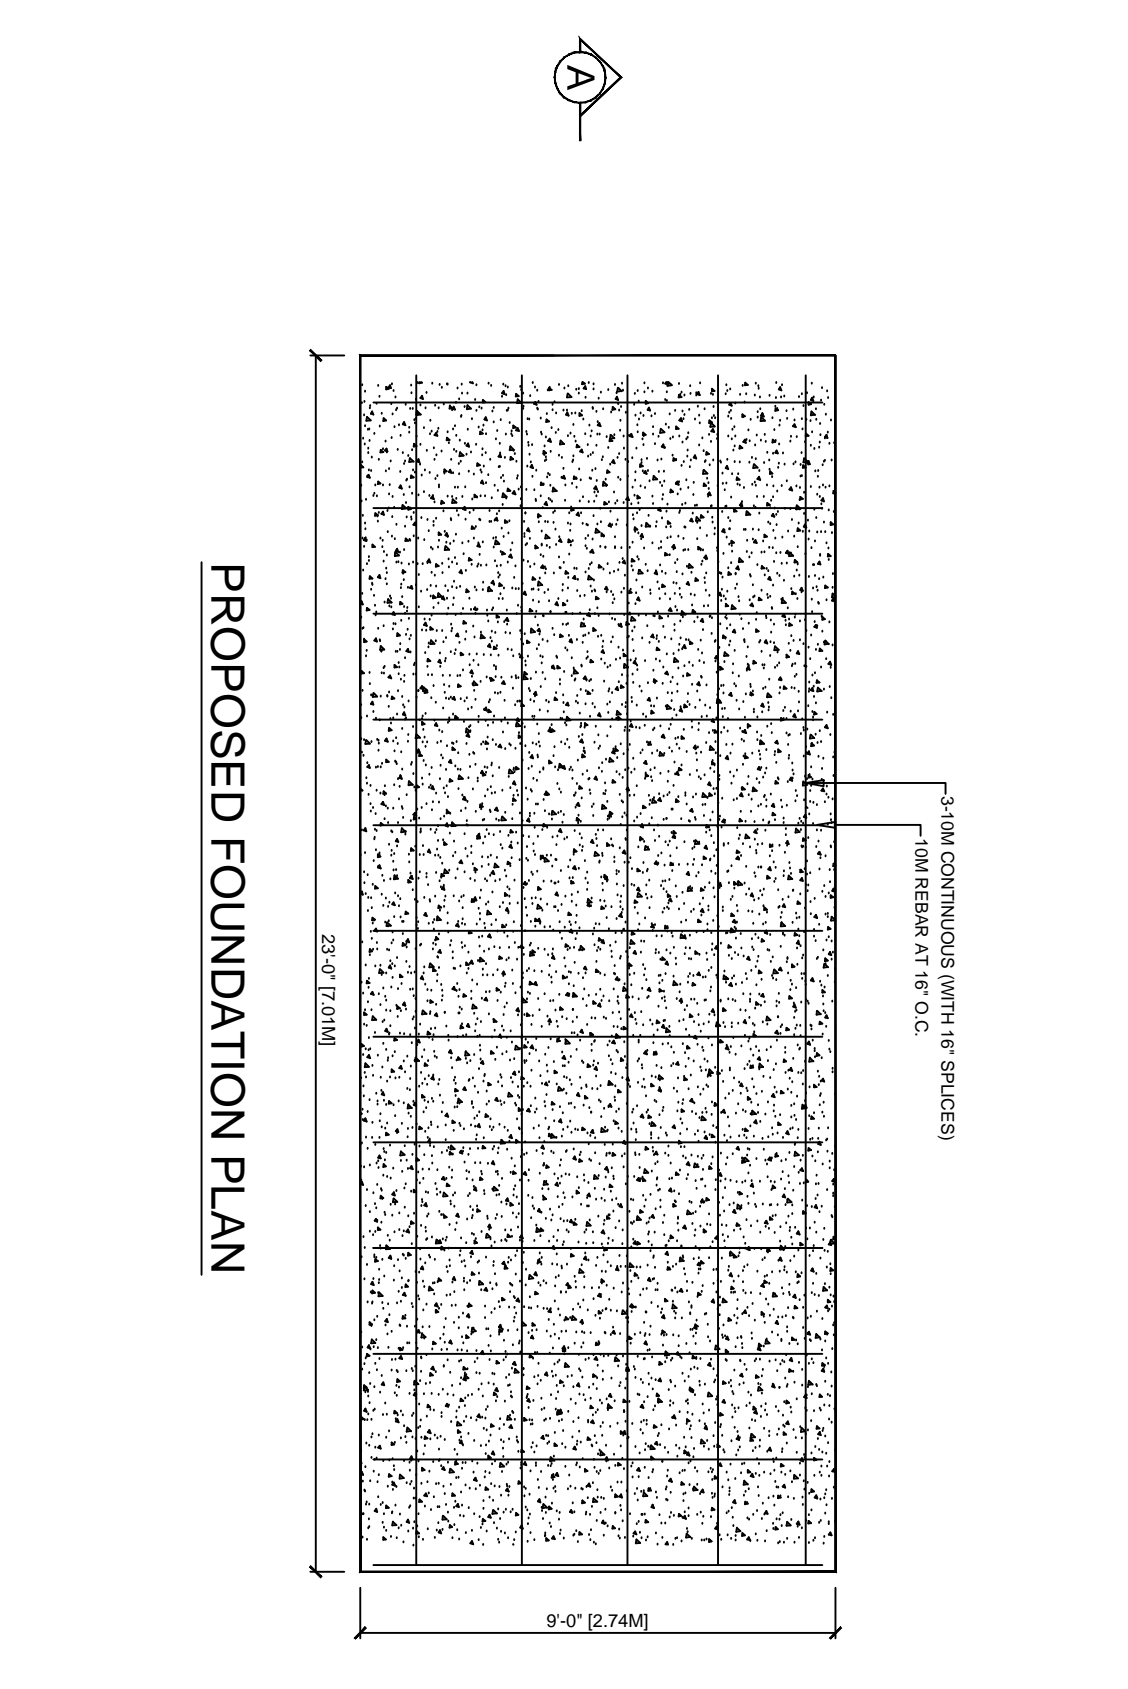 A
3-10M CONTINUOUS (WITH 16" SPLICES)
10M REBAR AT 16" O.C.
23'-0" [7.01M]
9'-0" [2.74M]
PROPOSED FOUNDATION PLAN